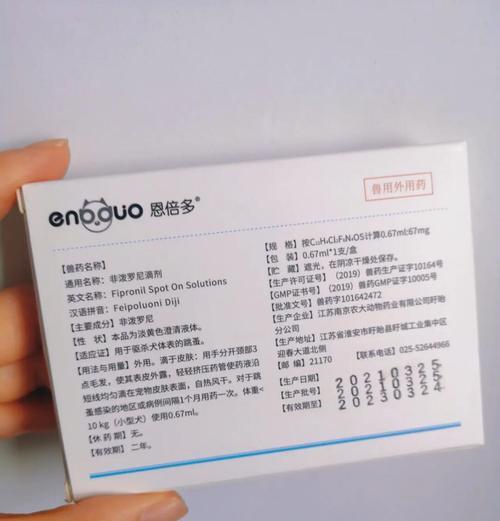 enb.duo 恩倍多®
兽用外用药
【兽药名称】
通用名称：非泼罗尼滴剂
英文名称：Fipronil Spot On Solutions
汉语拼音：Feipoluoni Diji
【主要成分】非泼罗尼
【性 状】本品为淡黄色澄清液体。
【适应证】用于驱杀犬体表的跳蚤。
【用法与用量】外用。滴于皮肤：用手分开颈部3
点毛发，使其表皮外露，轻轻挤压药管使药液沿
短线均匀滴在宠物皮肤表面，自然风干。对于跳
蚤感染的地区或病例间隔1个月用药一次。体重<
10 kg（小型犬）使用0.67ml。
【休 药 期】无。
【有效期】二年。
【规 格】按C₁₂H₄Cl₂F₆N₄OS计算0.67ml:67mg
【包 装】0.67ml*1支/盒
【贮 藏】遮光，在阴凉干燥处保存。
【生产许可证号】（2019）兽药生产证字10164号
【GMP证书号】（2019）兽药GMP证字10005号
【批准文号】兽药字101642472
【生产企业】江苏南京农大动物药业有限公司盱眙
分公司
【生产地址】江苏省淮安市盱眙县盱城工业集中区
迎春大道北侧
【邮 编】21170 【联系电话】025-52644966
【生产日期】20210325
【生产批号】20210325
【有效期至】20230324